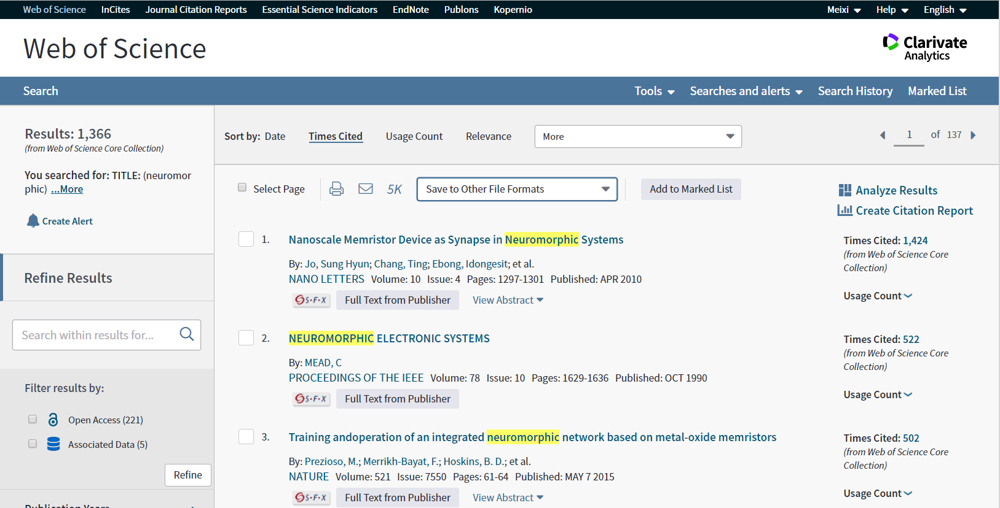 Web of Science InCites Journal Citation Reports Essential Science Indicators EndNote Publons Kopernio Meixi Help English
Web of Science
Clarivate
Analytics
Search Tools Searches and alerts Search History Marked List
Results: 1,366
(from Web of Science Core Collection)
You searched for: TITLE: (neuromor
phic) ...More
Create Alert
Refine Results
Search within results for...
Filter results by:
Open Access (221)
Associated Data (5)
Refine
Publication Years
Sort by: Date Times Cited Usage Count Relevance More 1 of 137
Select Page 5K Save to Other File Formats Add to Marked List
Analyze Results
Create Citation Report
1. Nanoscale Memristor Device as Synapse in Neuromorphic Systems
By: Jo, Sung Hyun; Chang, Ting; Ebong, Idongesit; et al.
NANO LETTERS Volume: 10 Issue: 4 Pages: 1297-1301 Published: APR 2010
S·F·X Full Text from Publisher View Abstract
Times Cited: 1,424
(from Web of Science Core
Collection)
Usage Count
2. NEUROMORPHIC ELECTRONIC SYSTEMS
By: MEAD, C
PROCEEDINGS OF THE IEEE Volume: 78 Issue: 10 Pages: 1629-1636 Published: OCT 1990
S·F·X Full Text from Publisher
Times Cited: 522
(from Web of Science Core
Collection)
Usage Count
3. Training andoperation of an integrated neuromorphic network based on metal-oxide memristors
By: Prezioso, M.; Merrikh-Bayat, F.; Hoskins, B. D.; et al.
NATURE Volume: 521 Issue: 7550 Pages: 61-64 Published: MAY 7 2015
S·F·X Full Text from Publisher View Abstract
Times Cited: 502
(from Web of Science Core
Collection)
Usage Count